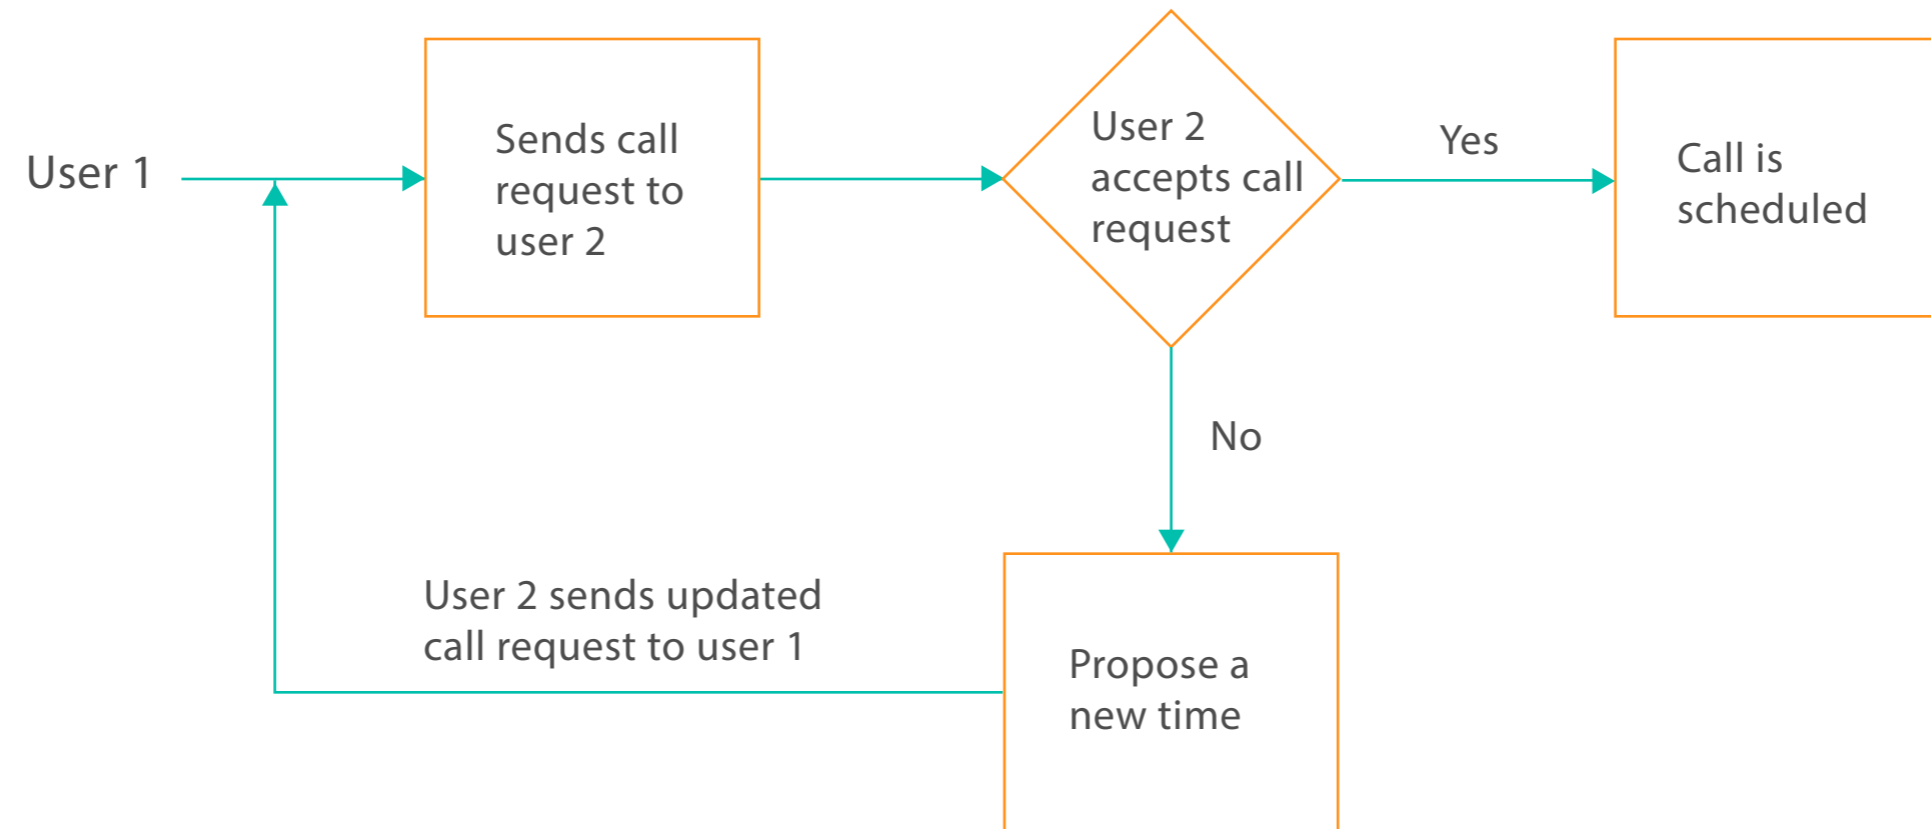 User 1
Sends call
request to
user 2
User 2
accepts call
request
Yes
Call is
scheduled
No
User 2 sends updated
call request to user 1
Propose a
new time